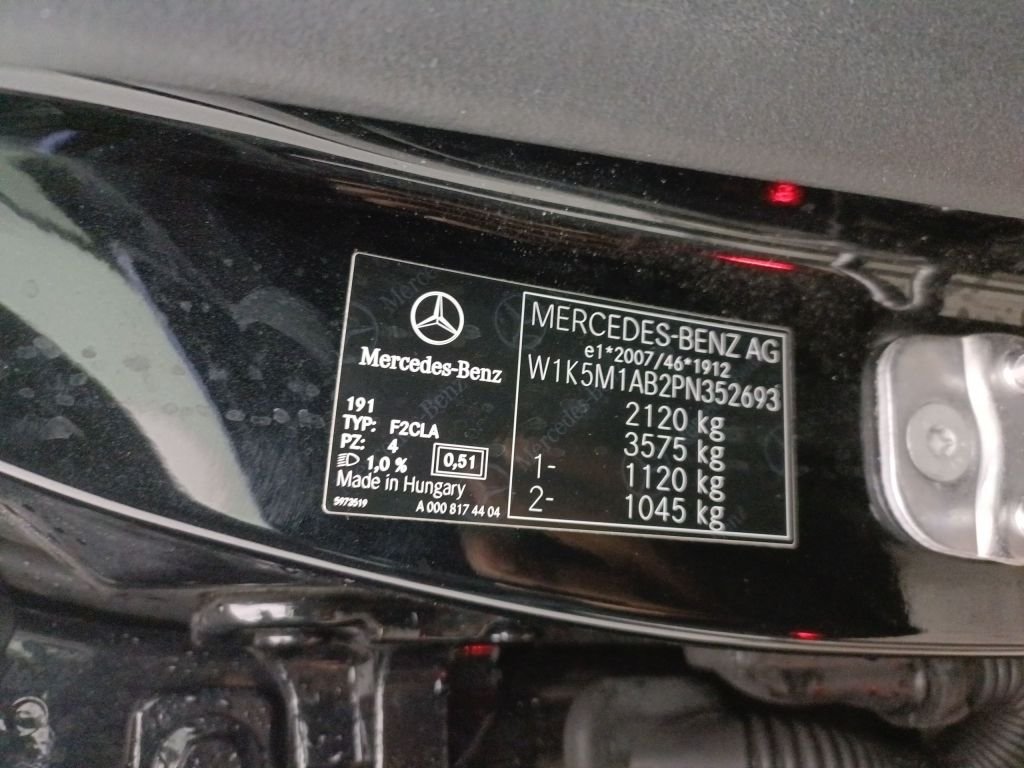 Mercedes-Benz
191
TYP: F2CLA
PZ: 4
1,0 % 0,51
Made in Hungary
5973519 A 000 817 44 04
MERCEDES-BENZ AG
e1*2007/46*1912
W1K5M1AB2PN352693
2120 kg
3575 kg
1- 1120 kg
2- 1045 kg